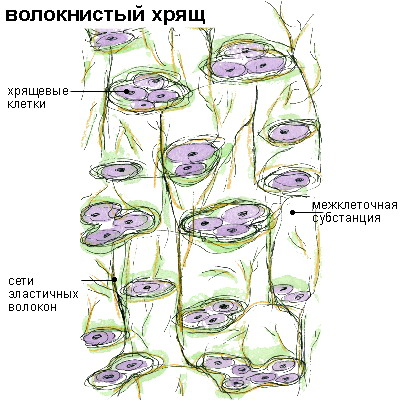 волокнистый хрящ
хрящевые
клетки
межклеточная
субстанция
сети
эластичных
волокон